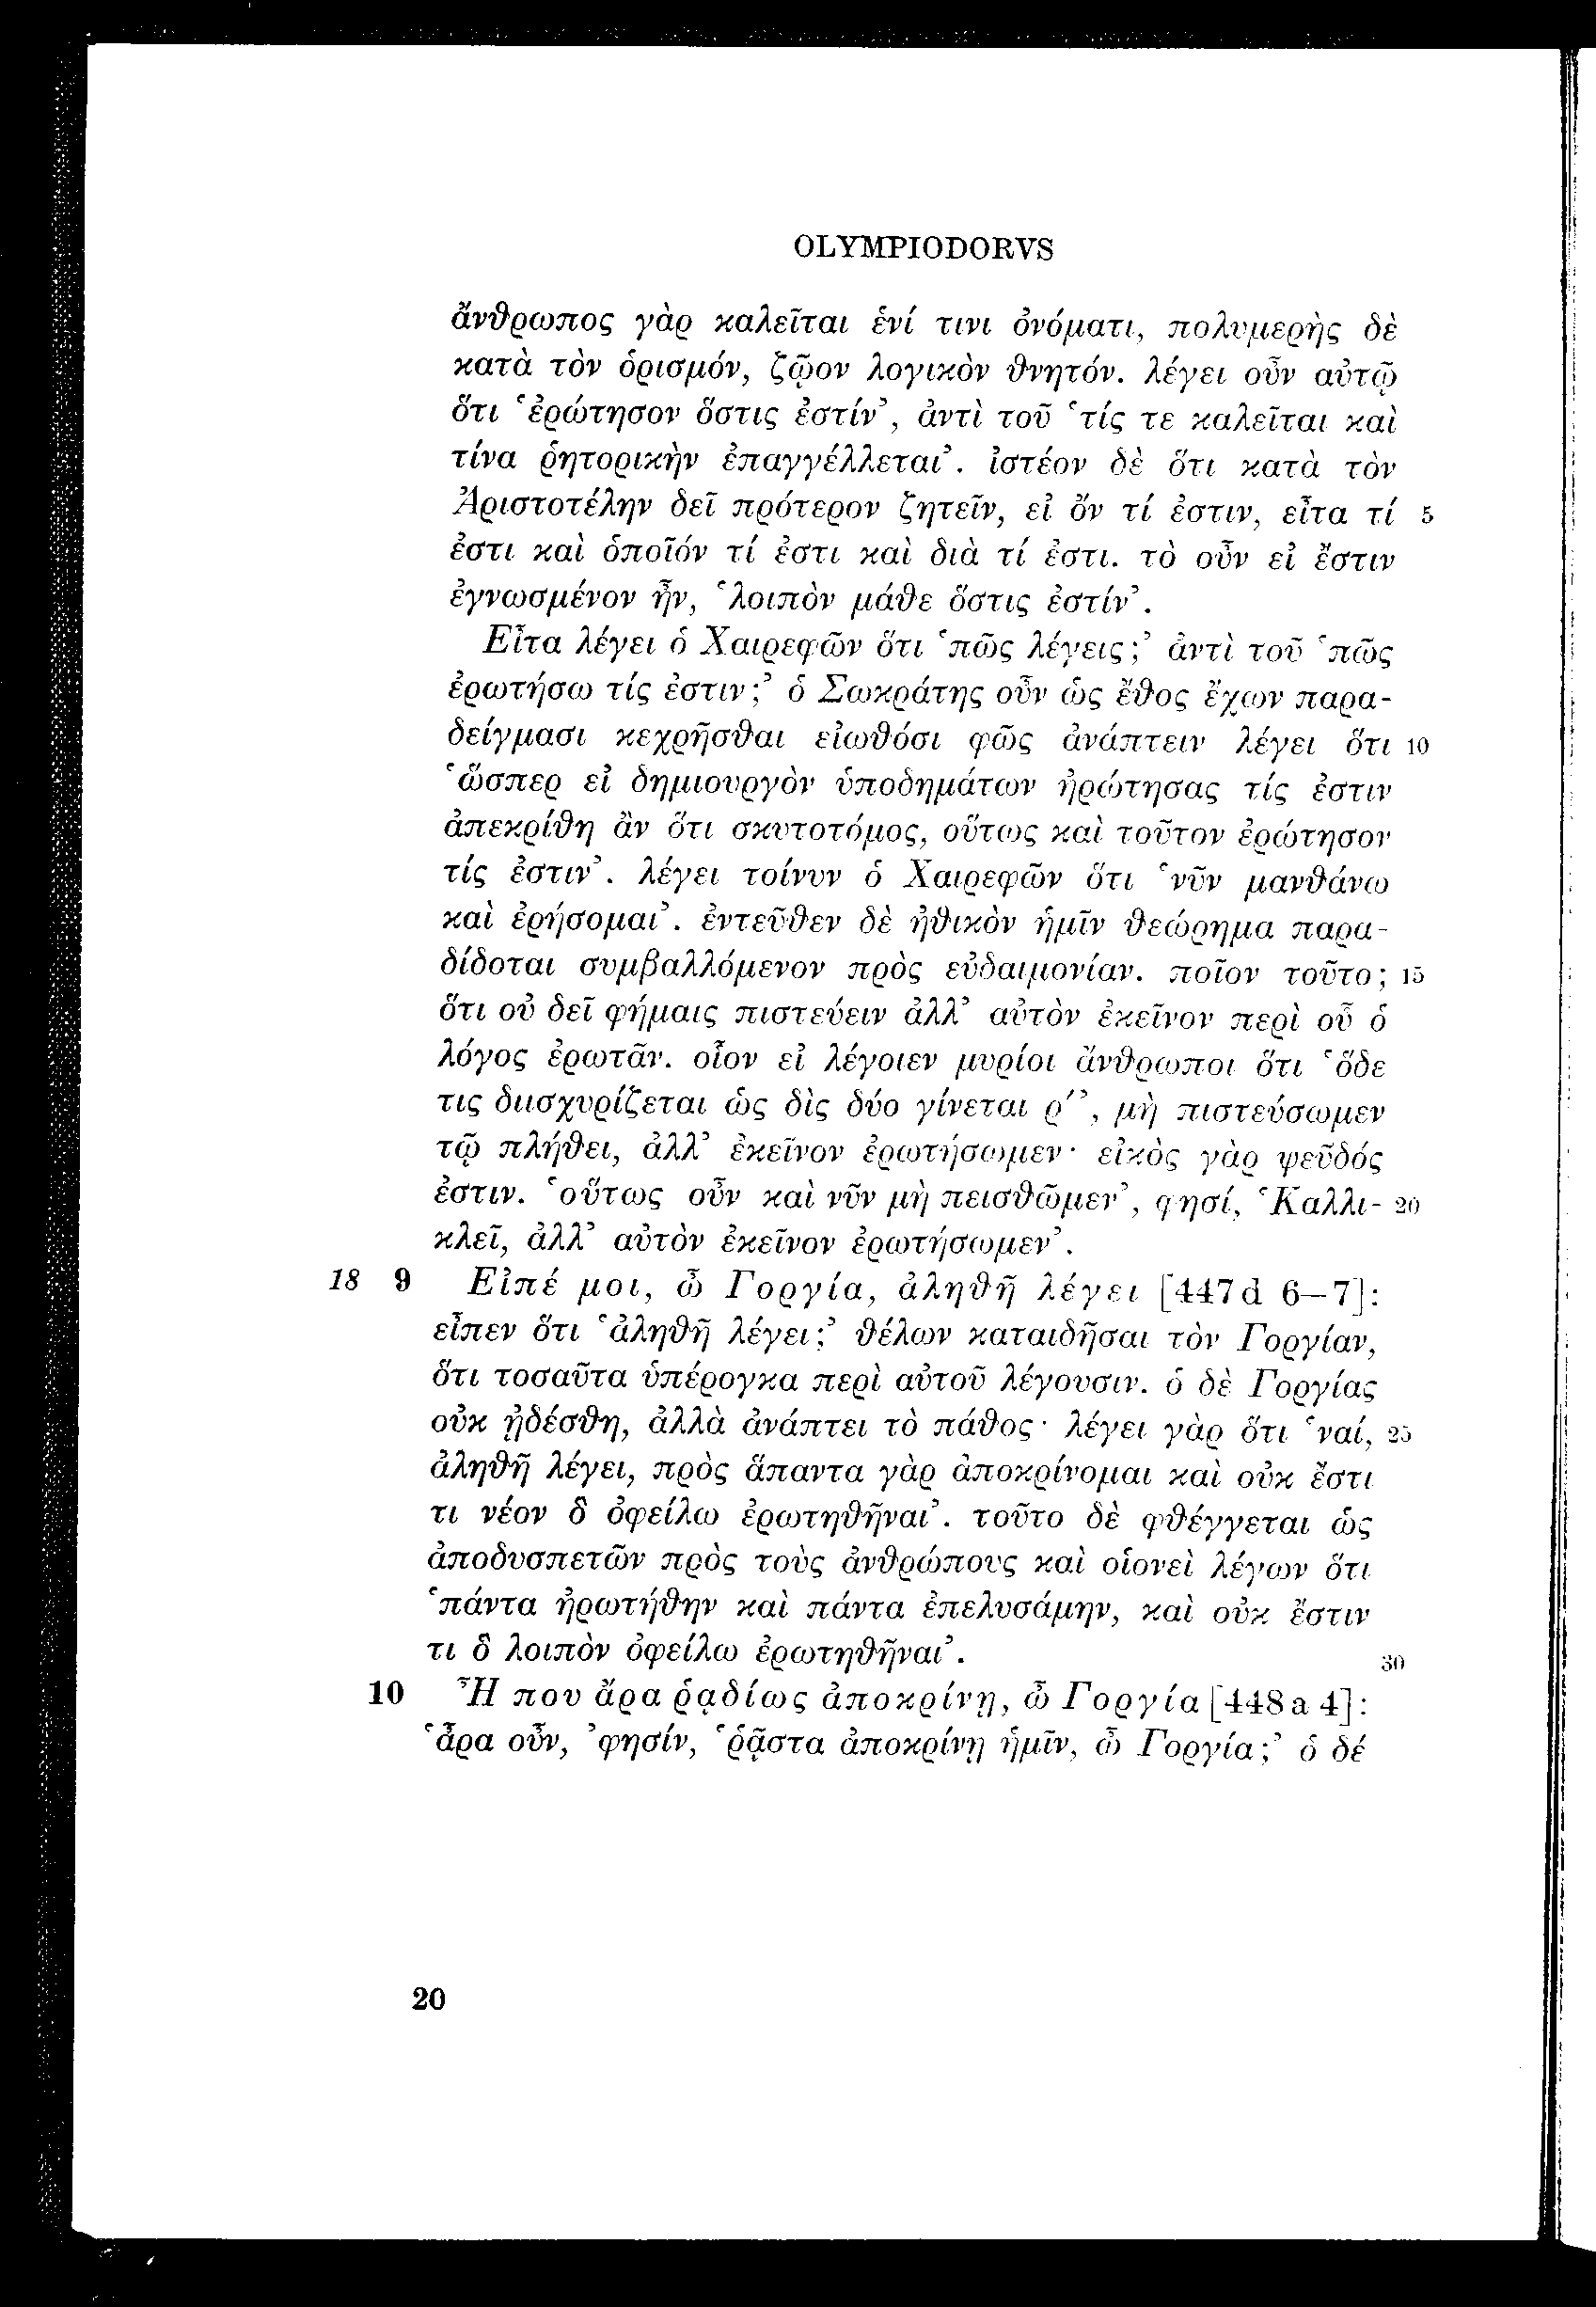 OLYMPIODORVS
ἄνθρωπος γὰρ καλεῖται ἑνί τινι ὀνόματι, πολυμερὴς δὲ
κατὰ τὸν ὁρισμόν, ζῷον λογικὸν θνητόν. λέγει οὖν αὐτῷ
ὅτι ‘ἐρώτησον ὅστις ἐστίν’, ἀντὶ τοῦ ‘τίς τε καλεῖται καὶ
τίνα ῥητορικὴν ἐπαγγέλλεται’. ἰστέον δὲ ὅτι κατὰ τὸν
Ἀριστοτέλην δεῖ πρότερον ζητεῖν, εἰ ὄν τί ἐστιν, εἶτα τί 5
ἐστι καὶ ὁποῖόν τί ἐστι καὶ διὰ τί ἐστι. τὸ οὖν εἰ ἔστιν
ἐγνωσμένον ἦν, ‘λοιπὸν μάθε ὅστις ἐστίν’.
Εἶτα λέγει ὁ Χαιρεφῶν ὅτι ‘πῶς λέγεις;’ ἀντὶ τοῦ ‘πῶς
ἐρωτήσω τίς ἐστιν;’ ὁ Σωκράτης οὖν ὡς ἔθος ἔχων παρα-
δείγμασι κεχρῆσθαι εἰωθόσι φῶς ἀνάπτειν λέγει ὅτι 10
‘ὥσπερ εἰ δημιουργὸν ὑποδημάτων ἠρώτησας τίς ἐστιν
ἀπεκρίθη ἂν ὅτι σκυτοτόμος, οὕτως καὶ τοῦτον ἐρώτησον
τίς ἐστιν’. λέγει τοίνυν ὁ Χαιρεφῶν ὅτι ‘νῦν μανθάνω
καὶ ἐρήσομαι’. ἐντεῦθεν δὲ ἠθικὸν ἡμῖν θεώρημα παρα-
δίδοται συμβαλλόμενον πρὸς εὐδαιμονίαν. ποῖον τοῦτο; 15
ὅτι οὐ δεῖ φήμαις πιστεύειν ἀλλ’ αὐτὸν ἐκεῖνον περὶ οὗ ὁ
λόγος ἐρωτᾶν. οἷον εἰ λέγοιεν μυρίοι ἄνθρωποι ὅτι ‘ὅδε
τις διισχυρίζεται ὡς δὶς δύο γίνεται ρʹ’, μὴ πιστεύσωμεν
τῷ πλήθει, ἀλλ’ ἐκεῖνον ἐρωτήσωμεν· εἰκὸς γὰρ ψεῦδός
ἐστιν. ‘οὕτως οὖν καὶ νῦν μὴ πεισθῶμεν’, φησί, ‘Καλλι- 20
κλεῖ, ἀλλ’ αὐτὸν ἐκεῖνον ἐρωτήσωμεν’.
18 9 Εἰπέ μοι, ὦ Γοργία, ἀληθῆ λέγει [447d 6–7]:
εἶπεν ὅτι ‘ἀληθῆ λέγει;’ θέλων καταιδῆσαι τὸν Γοργίαν,
ὅτι τοσαῦτα ὑπέρογκα περὶ αὐτοῦ λέγουσιν. ὁ δὲ Γοργίας
οὐκ ᾐδέσθη, ἀλλὰ ἀνάπτει τὸ πάθος· λέγει γὰρ ὅτι ‘ναί, 25
ἀληθῆ λέγει, πρὸς ἅπαντα γὰρ ἀποκρίνομαι καὶ οὐκ ἔστι
τι νέον ὃ ὀφείλω ἐρωτηθῆναι’. τοῦτο δὲ φθέγγεται ὡς
ἀποδυσπετῶν πρὸς τοὺς ἀνθρώπους καὶ οἱονεὶ λέγων ὅτι
‘πάντα ἠρωτήθην καὶ πάντα ἐπελυσάμην, καὶ οὐκ ἔστιν
τι ὃ λοιπὸν ὀφείλω ἐρωτηθῆναι’. 30
10 Ἦ που ἄρα ῥᾳδίως ἀποκρίνῃ, ὦ Γοργία [448a 4]:
‘ἆρα οὖν, ’φησίν, ‘ῥᾷστα ἀποκρίνῃ ἡμῖν, ὦ Γοργία;’ ὁ δέ
20